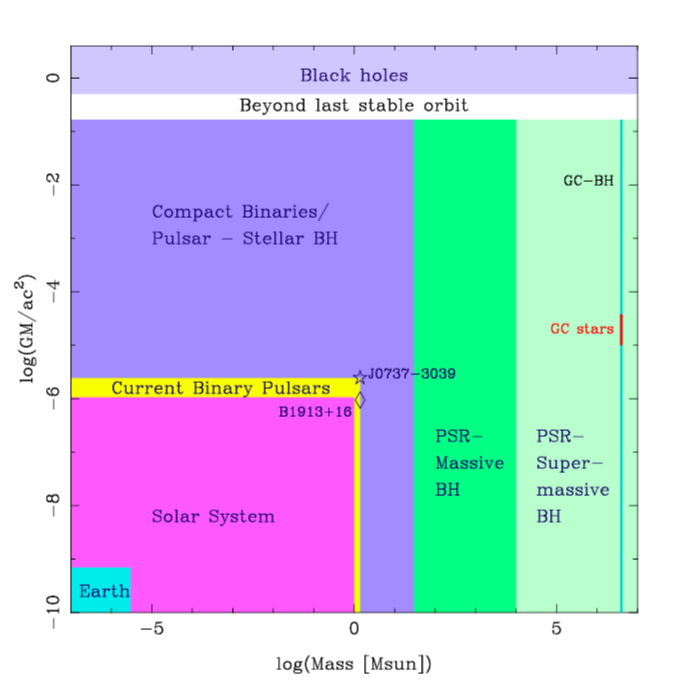 Black holes
Beyond last stable orbit
0
GC−BH
−2
Compact Binaries/
Pulsar − Stellar BH
log(GM/ac²)
−4
GC stars
J0737−3039
Current Binary Pulsars
−6
B1913+16
PSR−
Massive
BH
PSR−
Super−
massive
BH
−8
Solar System
Earth
−10
−5
0
5
log(Mass [Msun])